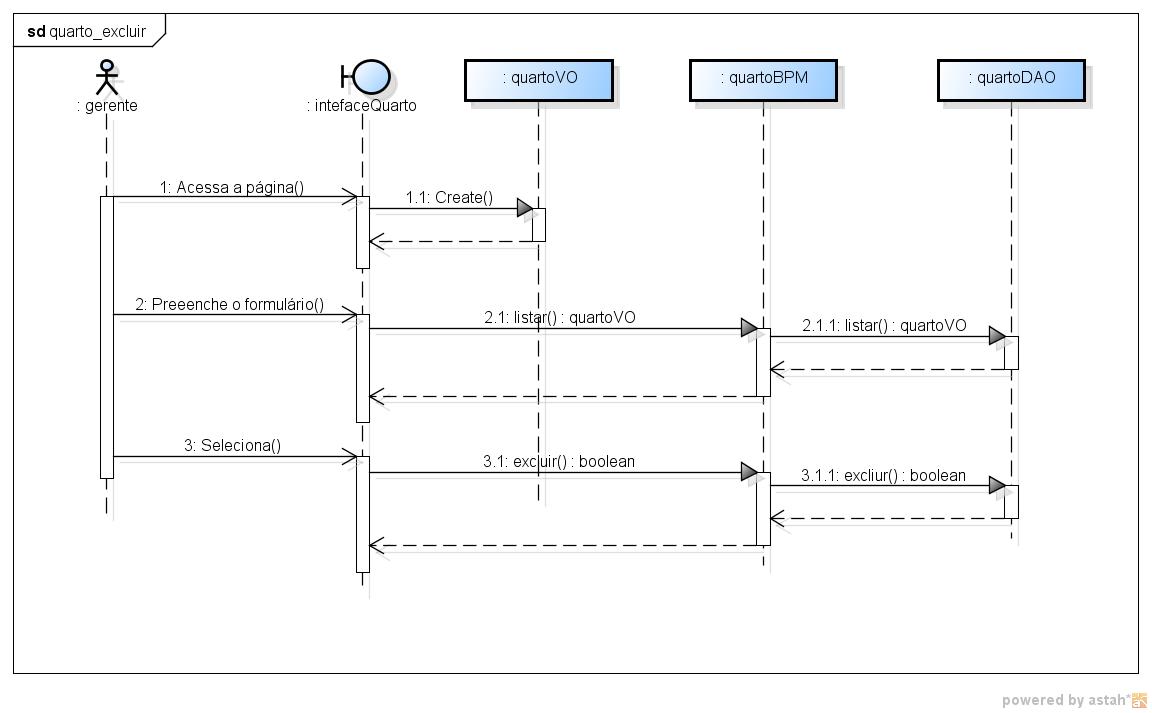 sd quarto_excluir
: gerente
: intefaceQuarto
: quartoVO
: quartoBPM
: quartoDAO
1: Acessa a página()
1.1: Create()
2: Preeenche o formulário()
2.1: listar() : quartoVO
2.1.1: listar() : quartoVO
3: Seleciona()
3.1: excluir() : boolean
3.1.1: excliur() : boolean
powered by astah*